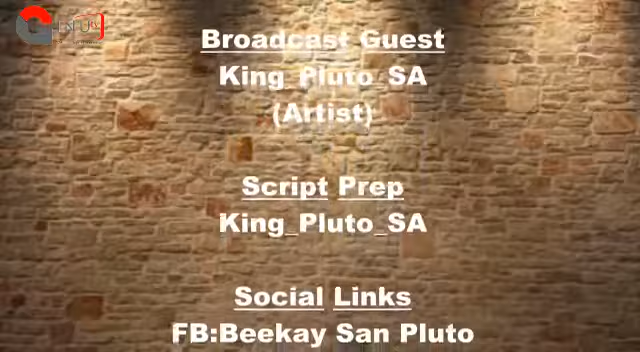 Broadcast Guest
King_Pluto_SA
(Artist)
Script Prep
King_Pluto_SA
Social Links
FB:Beekay San Pluto